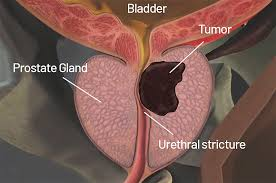 Bladder
Tumor
Prostate Gland
Urethral stricture